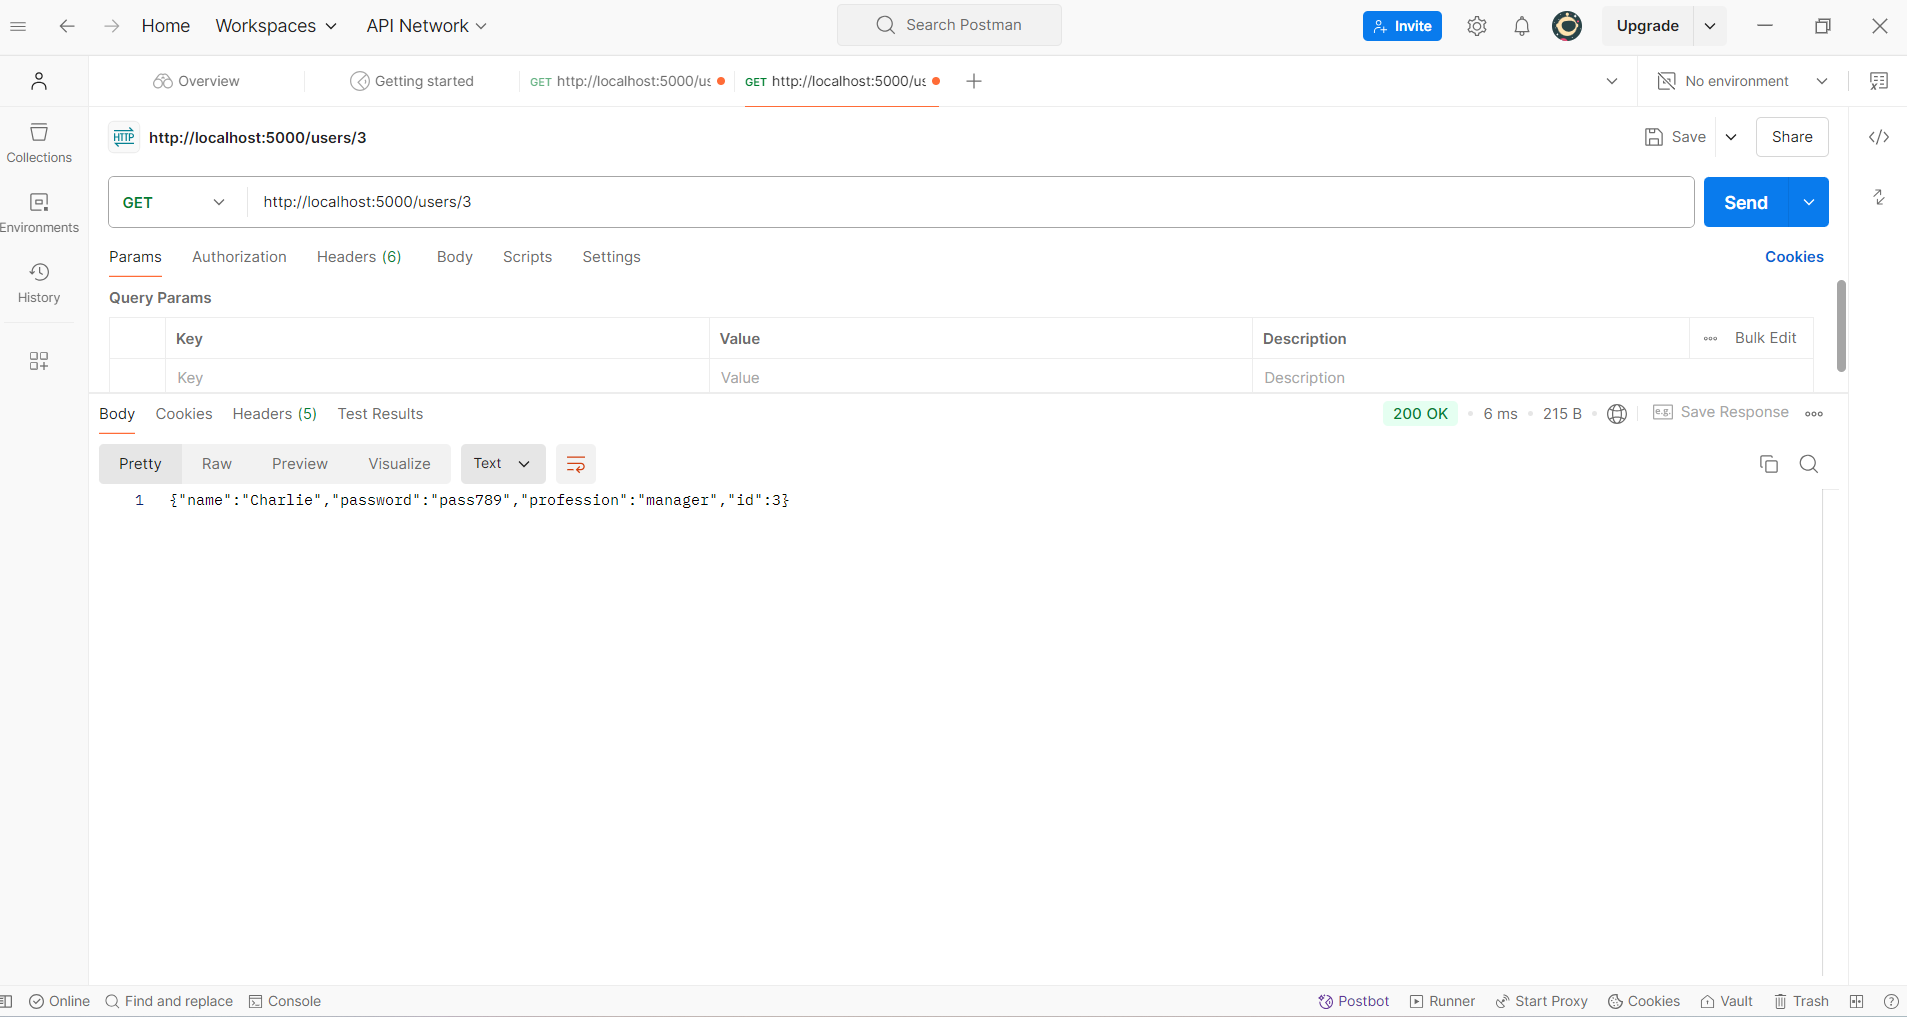 Home Workspaces API Network Search Postman Invite Upgrade
Overview Getting started GET http://localhost:5000/us GET http://localhost:5000/us No environment
HTTP http://localhost:5000/users/3 Save Share
Collections
GET http://localhost:5000/users/3 Send
Environments
Params Authorization Headers (6) Body Scripts Settings Cookies
History
Query Params
Key Value Description Bulk Edit
Key Value Description
Body Cookies Headers (5) Test Results 200 OK 6 ms 215 B e.g. Save Response
Pretty Raw Preview Visualize Text
1 {"name":"Charlie","password":"pass789","profession":"manager","id":3}
Online Find and replace Console Postbot Runner Start Proxy Cookies Vault Trash